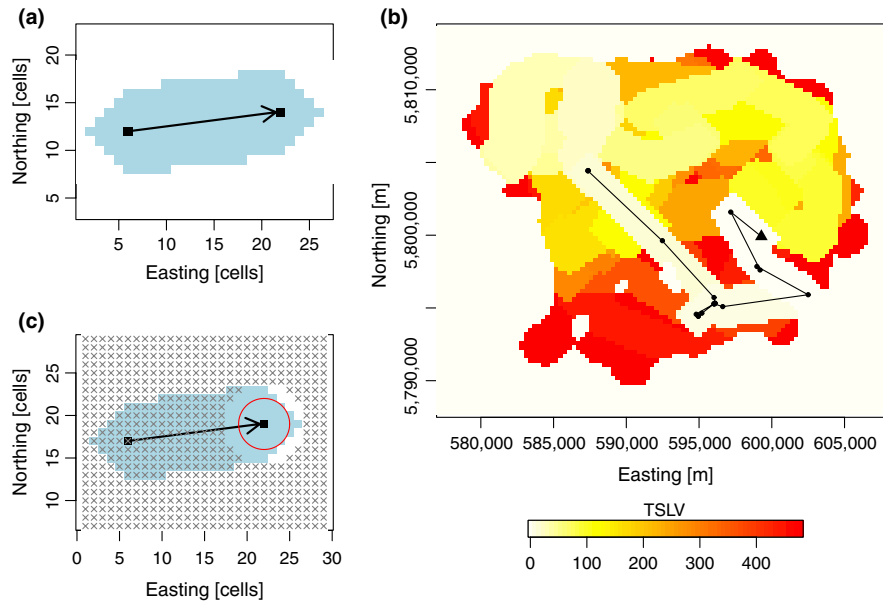 (a)
Northing [cells]
20
15
10
5
5 10 15 20 25
Easting [cells]
(b)
Northing [m]
5,810,000
5,800,000
5,790,000
580,000 585,000 590,000 595,000 600,000 605,000
Easting [m]
(c)
Northing [cells]
25
20
15
10
0 5 10 15 20 25 30
Easting [cells]
TSLV
0 100 200 300 400